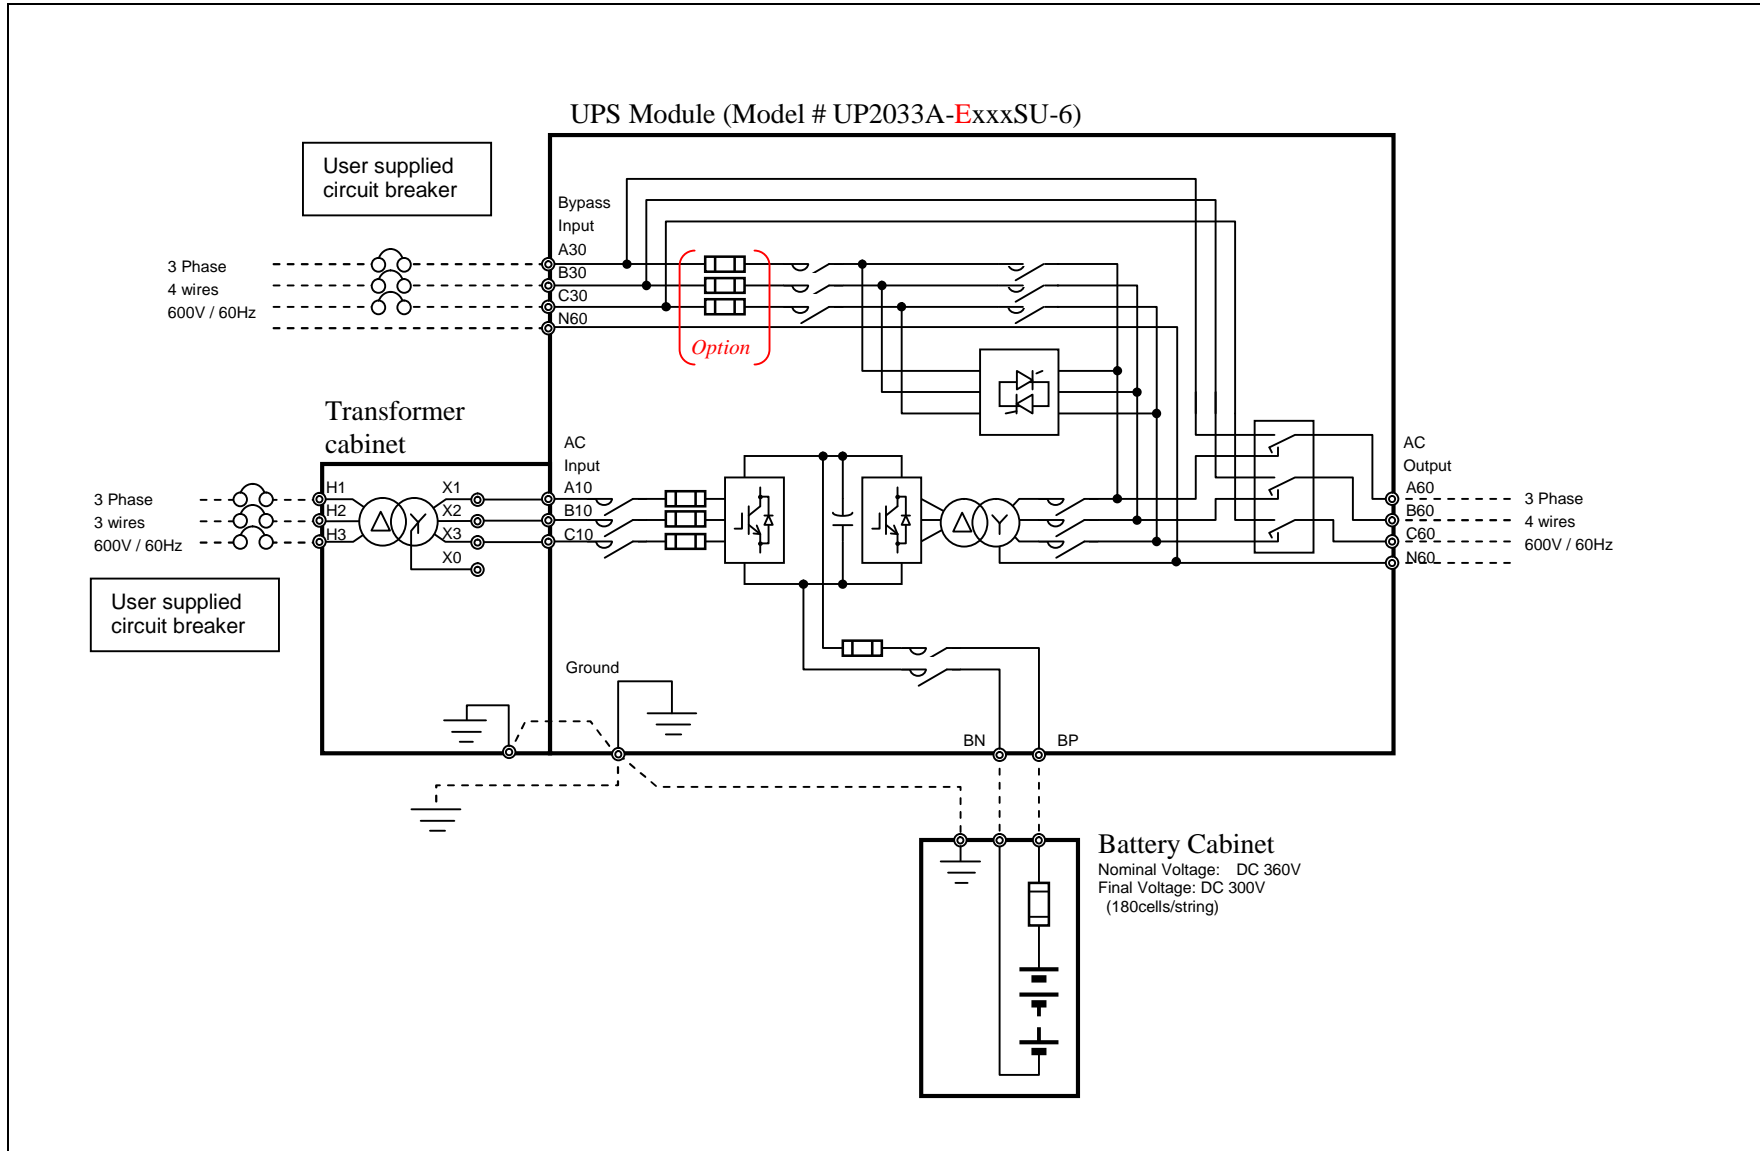 UPS Module (Model # UP2033A-ExxxSU-6)
User supplied
circuit breaker
Bypass
Input
A30
B30
C30
N60
3 Phase
4 wires
600V / 60Hz
Option
Transformer
cabinet
AC
Input
A10
B10
C10
H1
H2
H3
X1
X2
X3
X0
3 Phase
3 wires
600V / 60Hz
User supplied
circuit breaker
AC
Output
A60
B60
C60
N60
3 Phase
4 wires
600V / 60Hz
Ground
BN
BP
Battery Cabinet
Nominal Voltage: DC 360V
Final Voltage: DC 300V
(180cells/string)